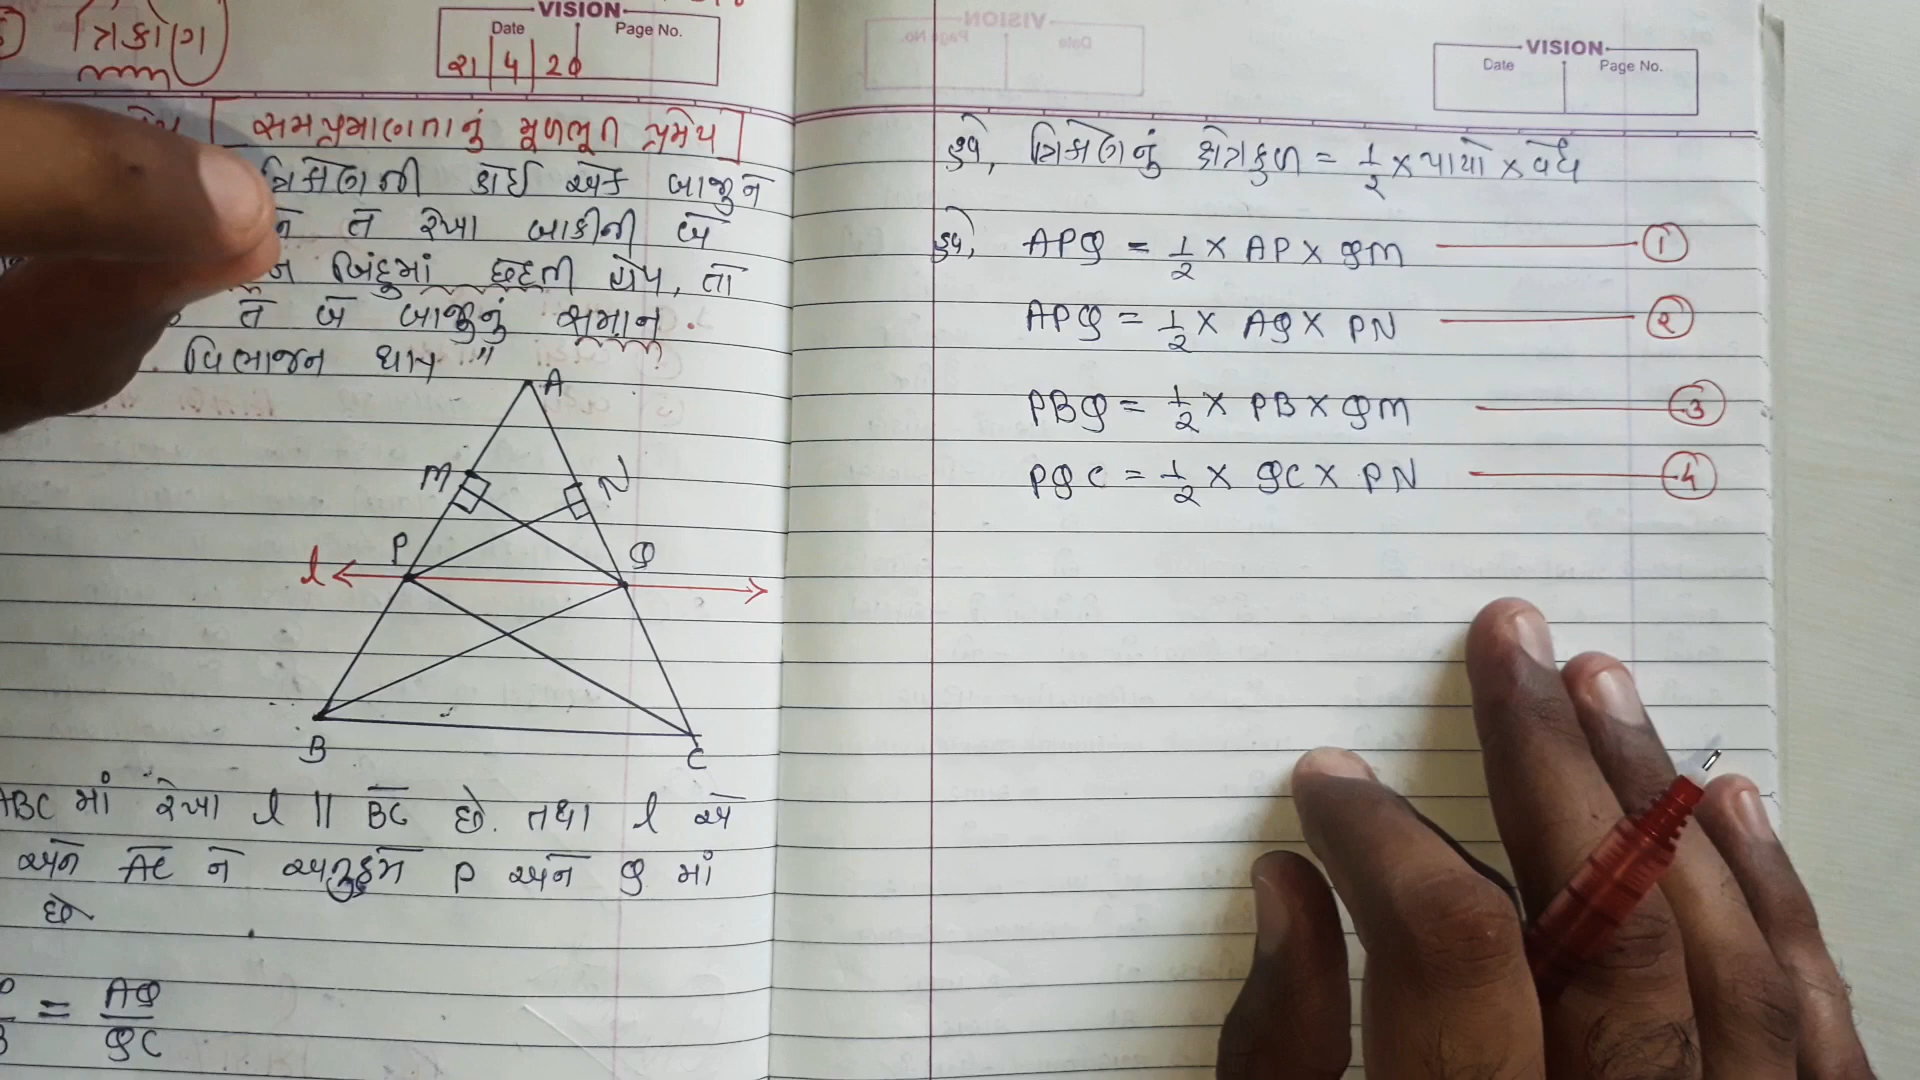 ત્રિકોણ
VISION
Date
Page No.
21/4/20
સમપ્રમાણતાનું મૂળભૂત પ્રમેય
ત્રિકોણની કોઈ એક બાજુને
તે રેખા બાકીની બે
બિંદુમાં છેદતી હોય, તો
તે બે બાજુનું સમાન
વિભાજન થાય "
A
M
N
P
Q
l
B
C
ABC માં રેખા l || BC છે. તથા l એ
અને AC ને અનુક્રમે P અને Q માં
છે
= AQ
QC
VISION
Date
Page No.
હવે, ત્રિકોણનું ક્ષેત્રફળ = 1/2 × પાયો × વેધ
હવે, APQ = 1/2 × AP × QM 1
APQ = 1/2 × AQ × PN 2
PBQ = 1/2 × PB × QM 3
PQC = 1/2 × QC × PN 4